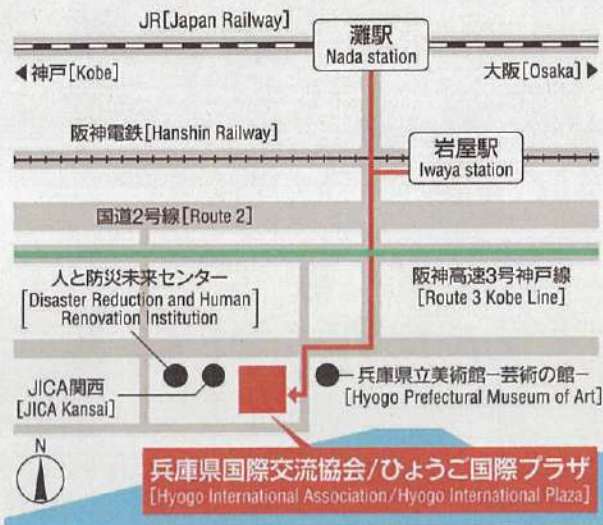 JR[Japan Railway]
灘駅
Nada station
◀神戸[Kobe]
大阪[Osaka]▶
阪神電鉄[Hanshin Railway]
岩屋駅
Iwaya station
国道2号線[Route 2]
人と防災未来センター
[Disaster Reduction and Human
Renovation Institution]
阪神高速3号神戸線
[Route 3 Kobe Line]
JICA関西
[JICA Kansai]
兵庫県立美術館−芸術の館−
[Hyogo Prefectural Museum of Art]
N
兵庫県国際交流協会/ひょうご国際プラザ
[Hyogo International Association/Hyogo International Plaza]